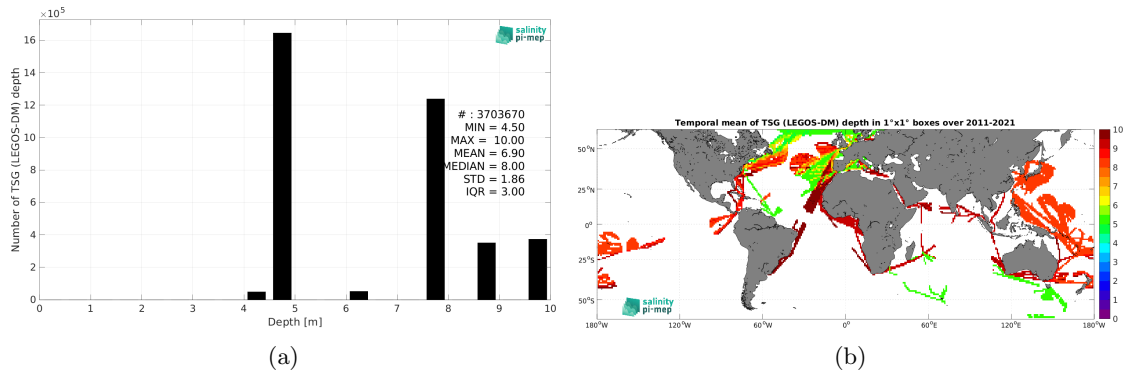 ×10⁵
16
14
12
10
8
6
4
2
0
Number of TSG (LEGOS-DM) depth
0 1 2 3 4 5 6 7 8 9 10
Depth [m]
salinity
pi-mep
# : 3703670
MIN = 4.50
MAX = 10.00
MEAN = 6.90
MEDIAN = 8.00
STD = 1.86
IQR = 3.00
(a)
Temporal mean of TSG (LEGOS-DM) depth in 1°x1° boxes over 2011-2021
50°N
25°N
0°
25°S
50°S
180°W 120°W 60°W 0°E 60°E 120°E 180°W
salinity
pi-mep
10
9
8
7
6
5
4
3
2
1
0
(b)